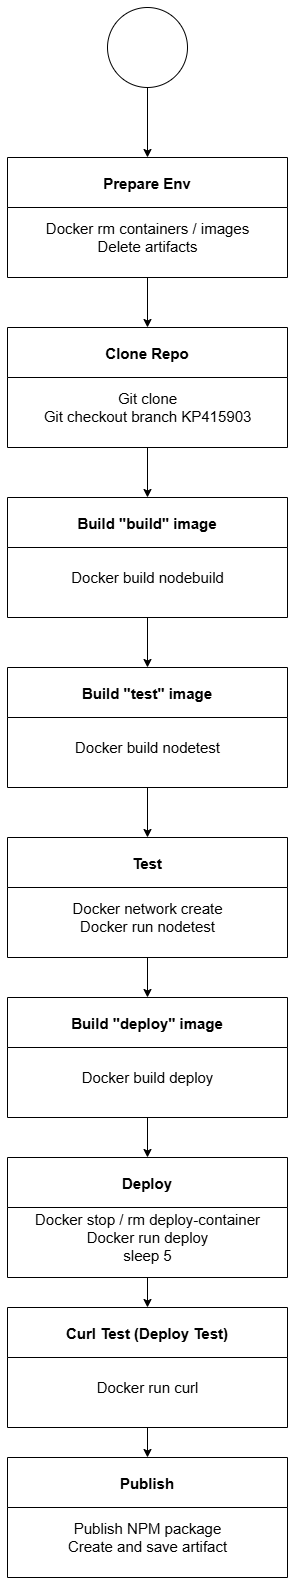 Prepare Env
Docker rm containers / images
Delete artifacts
Clone Repo
Git clone
Git checkout branch KP415903
Build "build" image
Docker build nodebuild
Build "test" image
Docker build nodetest
Test
Docker network create
Docker run nodetest
Build "deploy" image
Docker build deploy
Deploy
Docker stop / rm deploy-container
Docker run deploy
sleep 5
Curl Test (Deploy Test)
Docker run curl
Publish
Publish NPM package
Create and save artifact